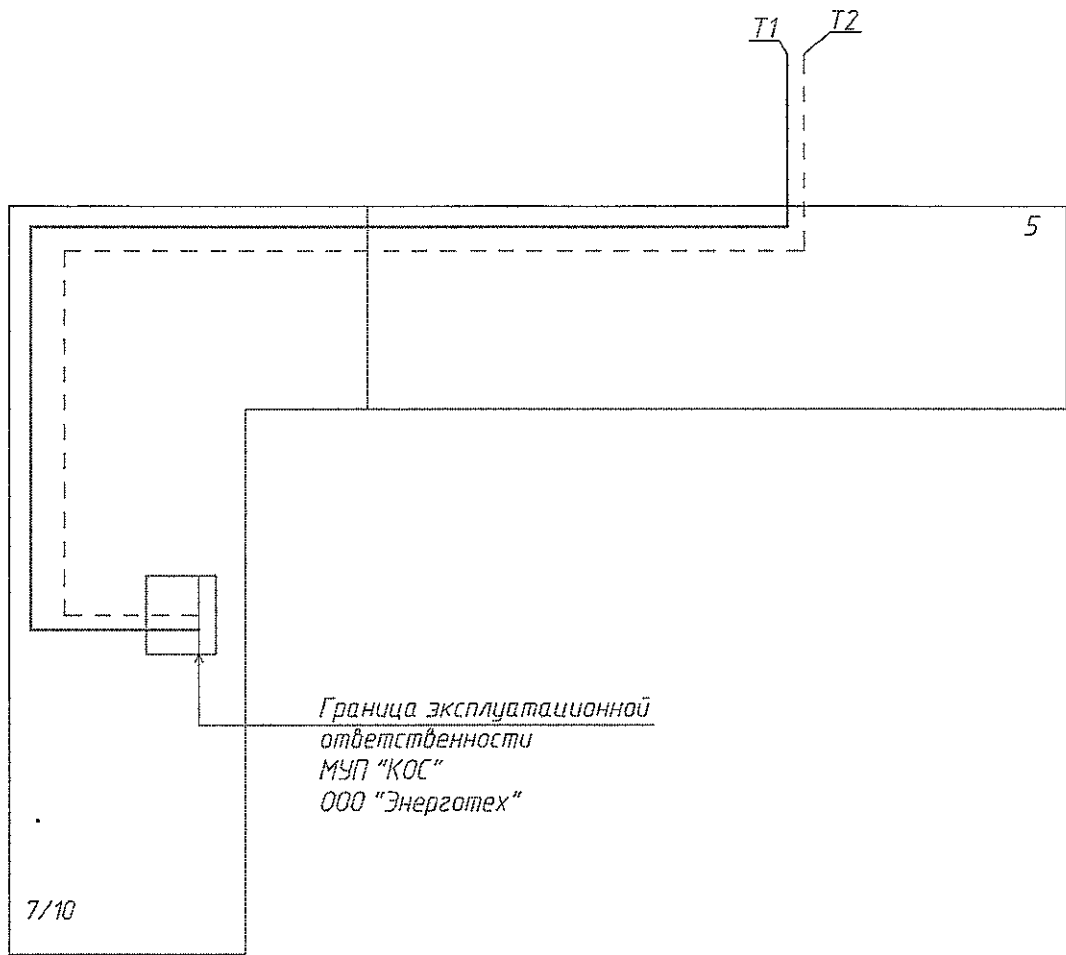 T1
T2
5
Граница эксплуатационной
ответственности
МУП "КОС"
ООО "Энерготех"
7/10